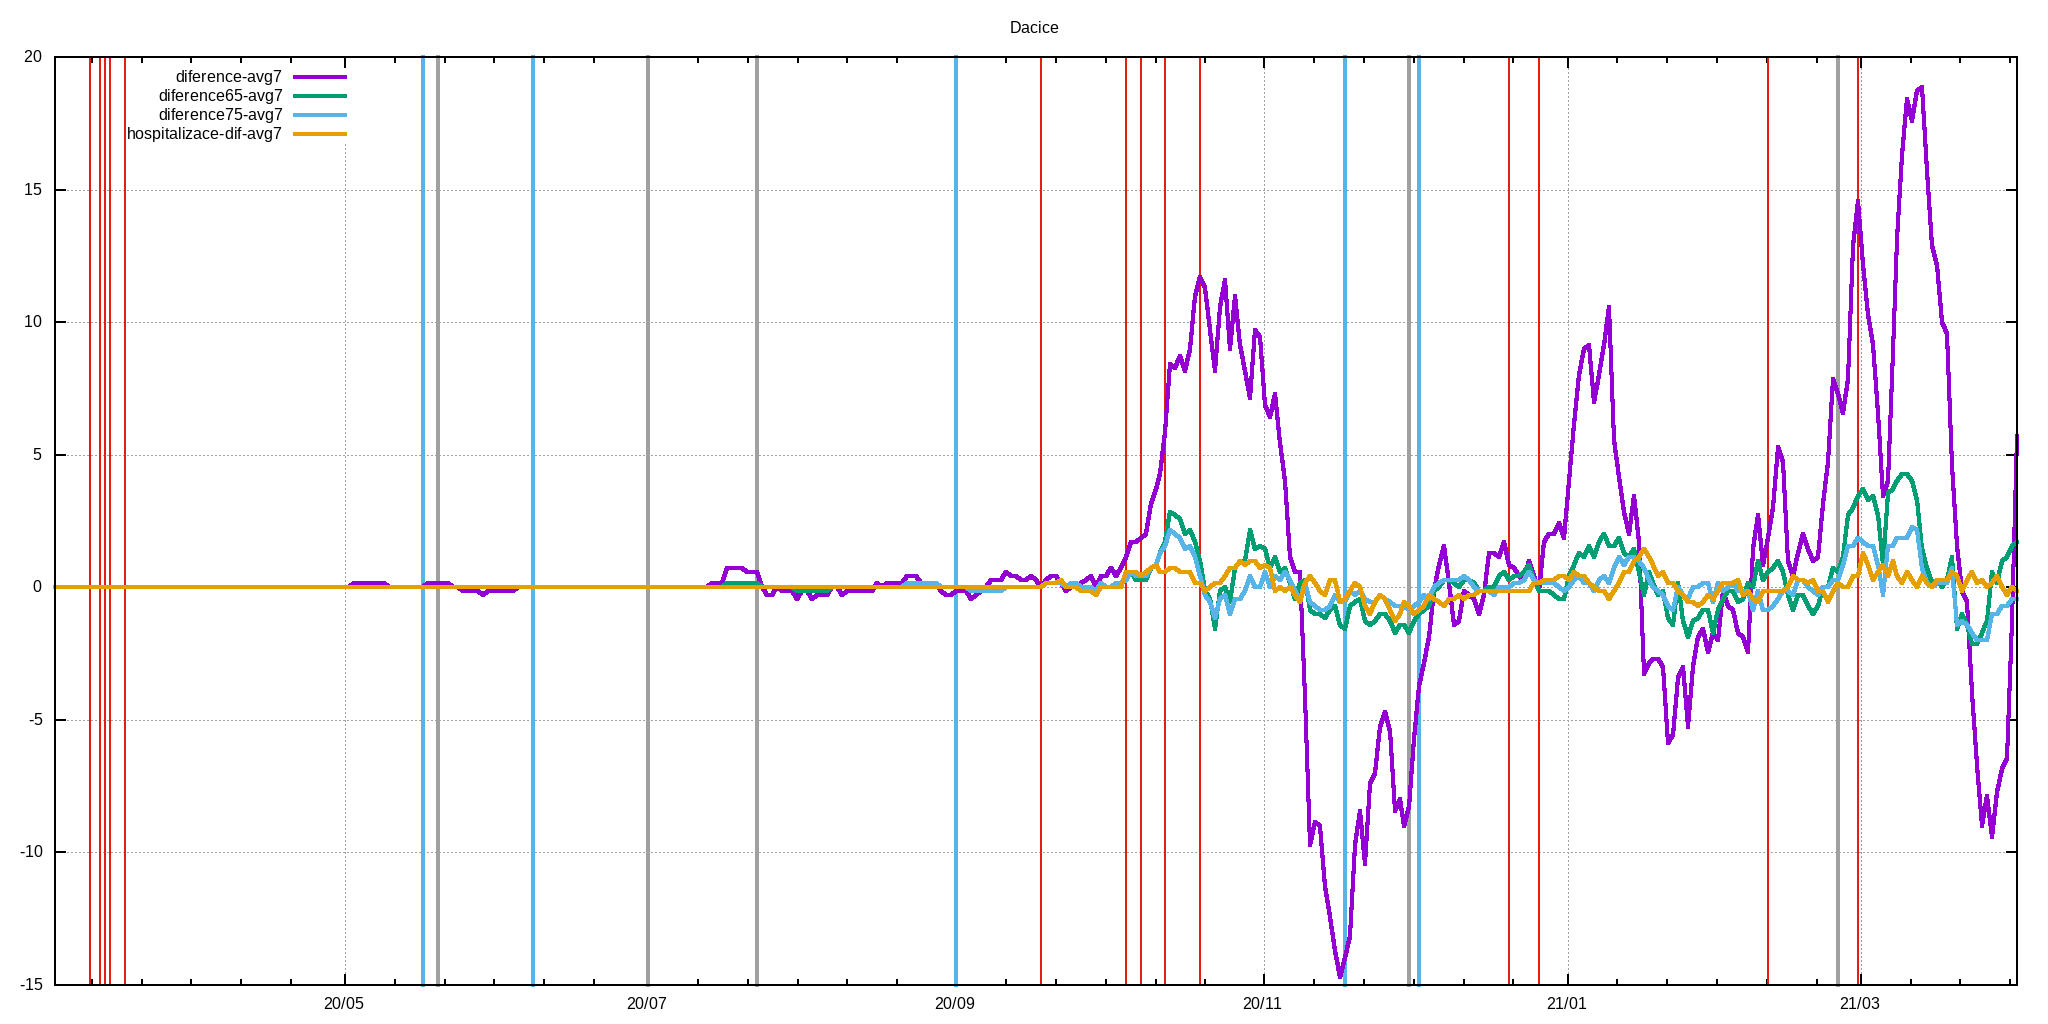 Dacice
20
15
10
5
0
-5
-10
-15
diference-avg7
diference65-avg7
diference75-avg7
hospitalizace-dif-avg7
20/05 20/07 20/09 20/11 21/01 21/03